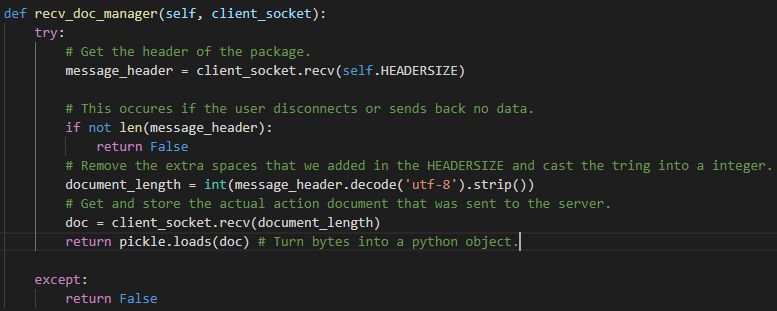 def recv_doc_manager(self, client_socket):
try:
# Get the header of the package.
message_header = client_socket.recv(self.HEADERSIZE)
# This occures if the user disconnects or sends back no data.
if not len(message_header):
return False
# Remove the extra spaces that we added in the HEADERSIZE and cast the tring into a integer.
document_length = int(message_header.decode('utf-8').strip())
# Get and store the actual action document that was sent to the server.
doc = client_socket.recv(document_length)
return pickle.loads(doc) # Turn bytes into a python object.
except:
return False